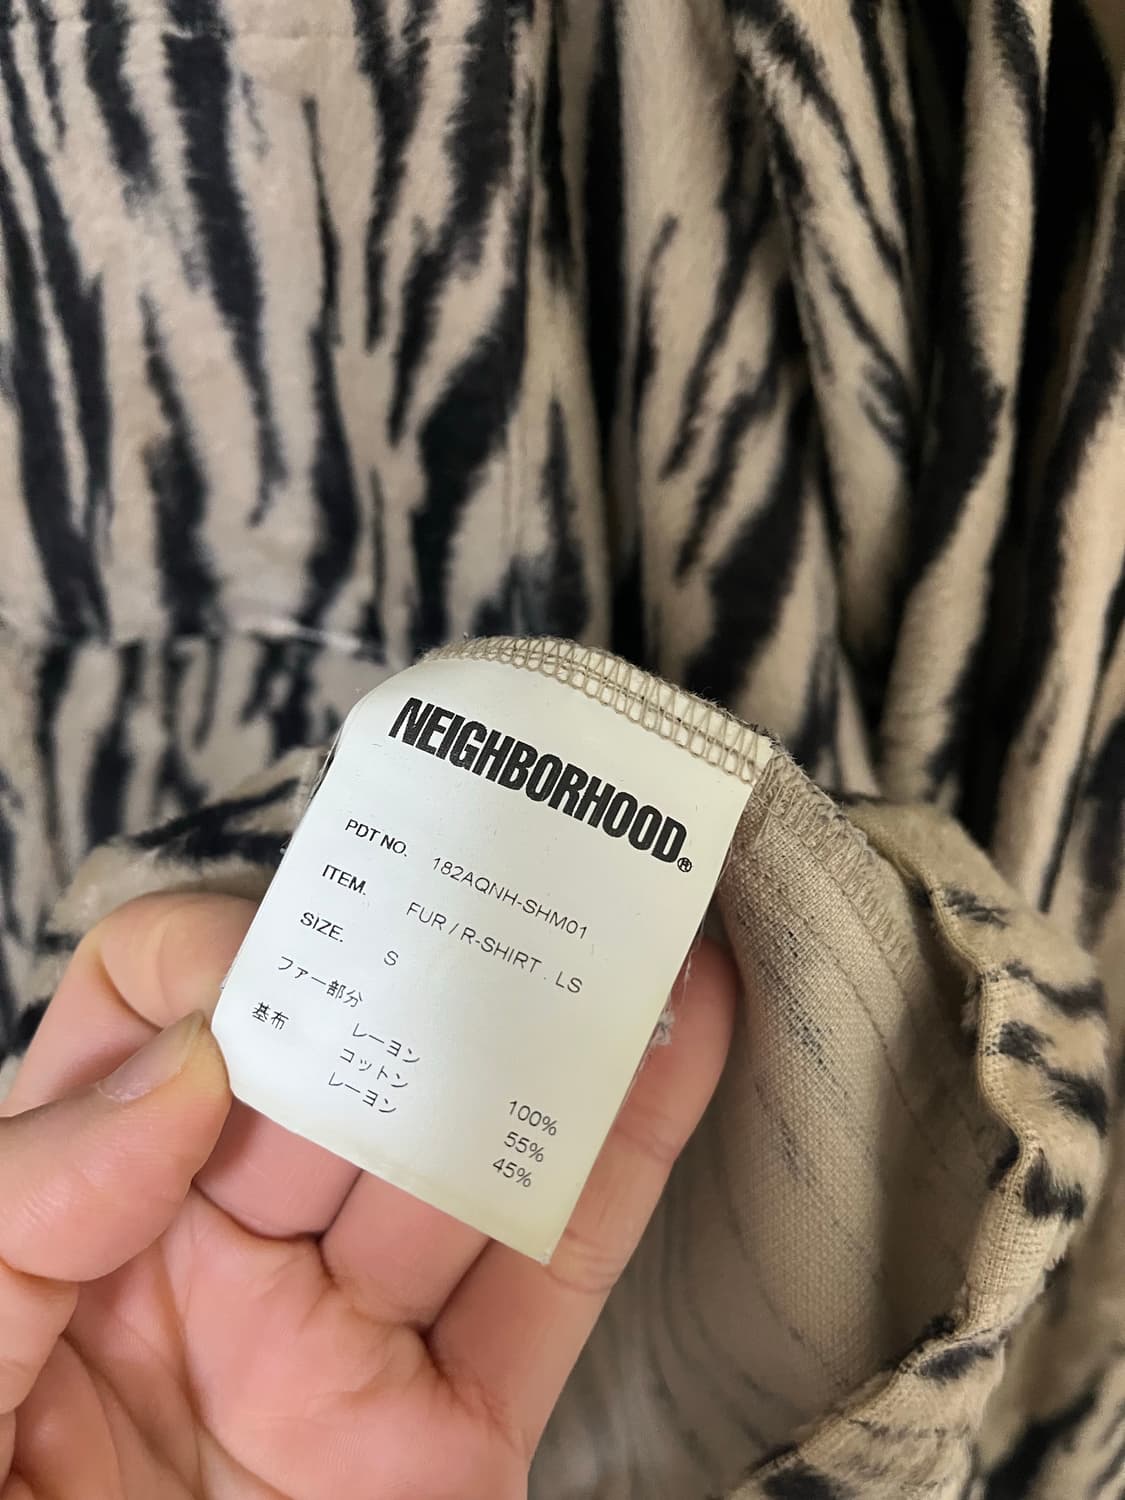 NEIGHBORHOOD®
PDT NO. 182AQNH-SHM01
ITEM. FUR / R-SHIRT . LS
SIZE. S
ファー部分
レーヨン 100%
基布 コットン 55%
レーヨン 45%